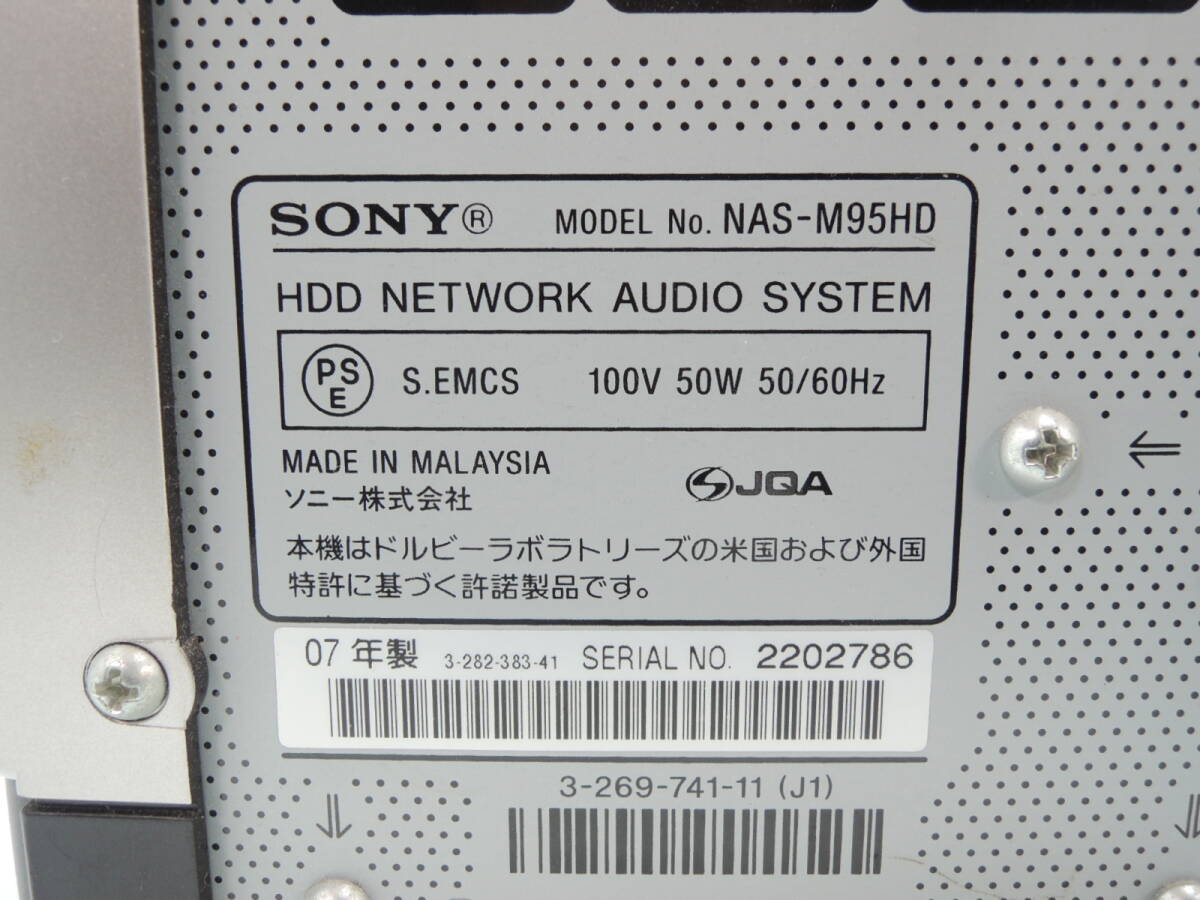 SONY® MODEL No. NAS-M95HD
HDD NETWORK AUDIO SYSTEM
PSE S.EMCS 100V 50W 50/60Hz
MADE IN MALAYSIA
ソニー株式会社
JQA
本機はドルビーラボラトリーズの米国および外国
特許に基づく許諾製品です。
07年製 3-282-383-41 SERIAL NO. 2202786
3-269-741-11 (J1)